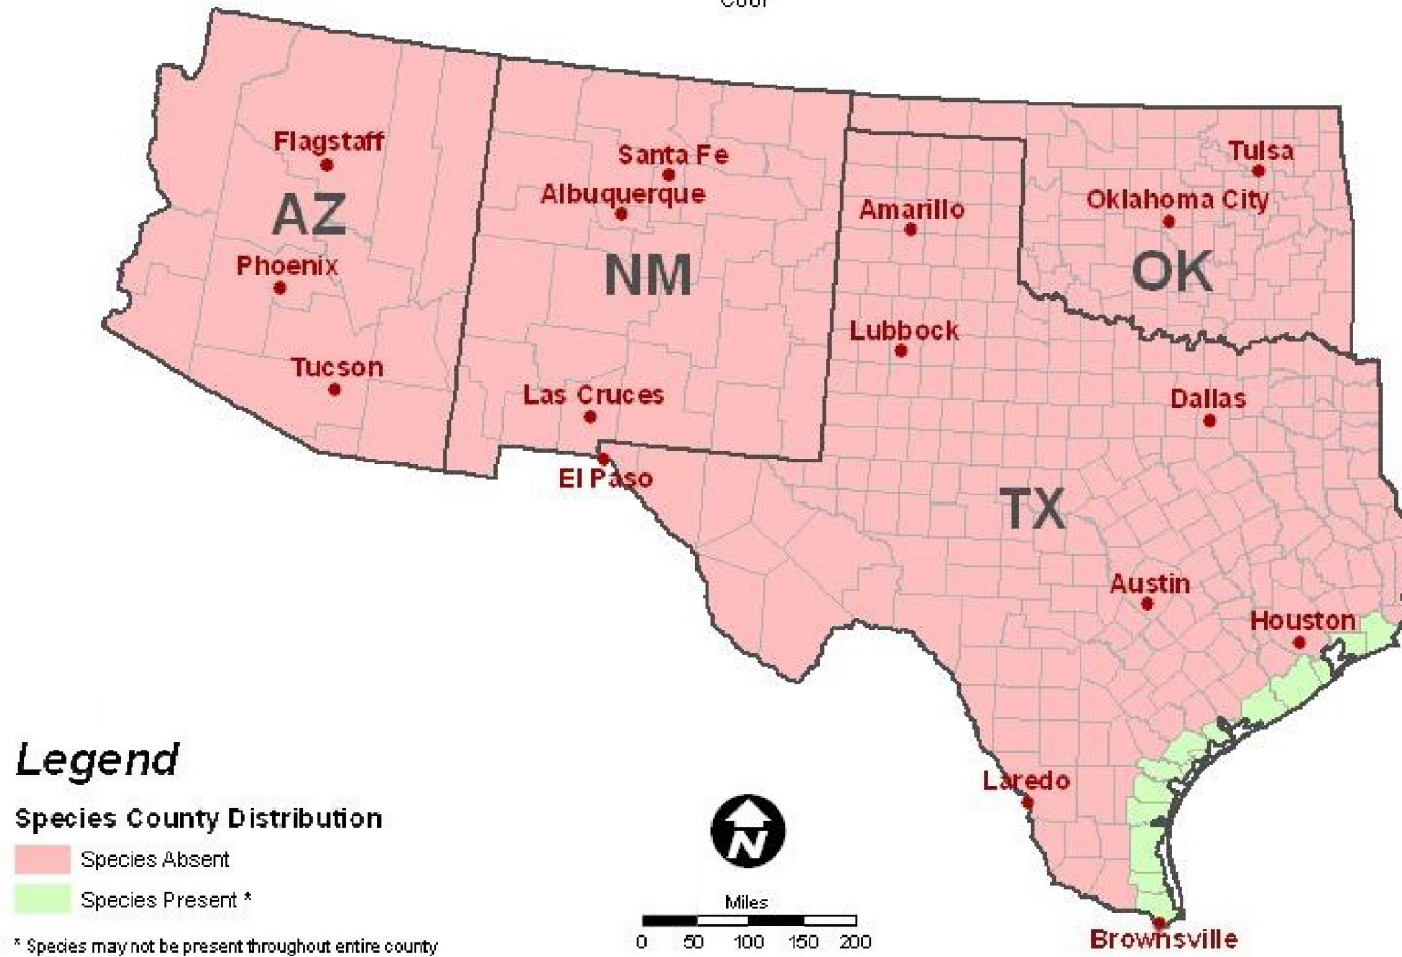 Flagstaff
Santa Fe
Tulsa
Albuquerque
Oklahoma City
Amarillo
AZ
Phoenix
NM
OK
Lubbock
Tucson
Las Cruces
Dallas
El Paso
TX
Austin
Houston
Laredo
Brownsville
Legend
Species County Distribution
Species Absent
Species Present *
* Species may not be present throughout entire county
N
Miles
0 50 100 150 200